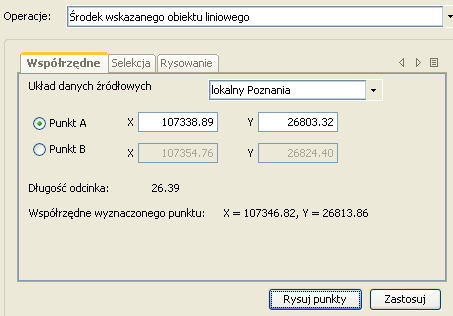 Operacje: Środek wskazanego obiektu liniowego
Współrzędne Selekcja Rysowanie
Układ danych źródłowych lokalny Poznania
Punkt A X 107338.89 Y 26803.32
Punkt B X 107354.76 Y 26824.40
Długość odcinka: 26.39
Współrzędne wyznaczonego punktu: X = 107346.82, Y = 26813.86
Rysuj punkty Zastosuj